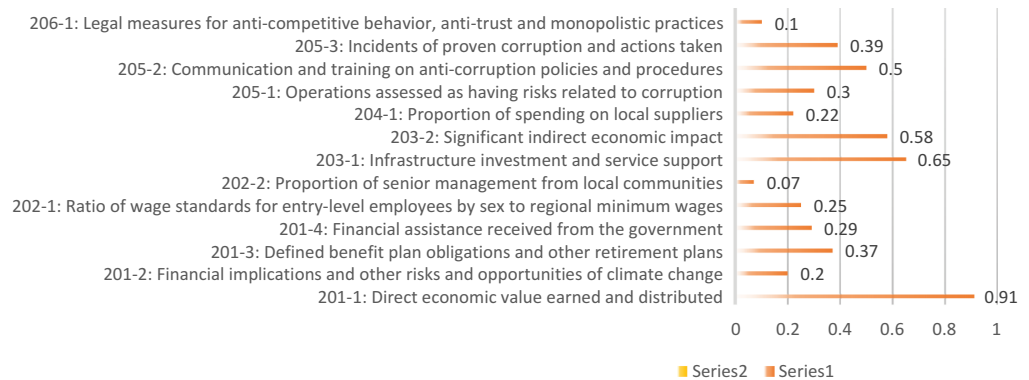 206-1: Legal measures for anti-competitive behavior, anti-trust and monopolistic practices 0.1
205-3: Incidents of proven corruption and actions taken 0.39
205-2: Communication and training on anti-corruption policies and procedures 0.5
205-1: Operations assessed as having risks related to corruption 0.3
204-1: Proportion of spending on local suppliers 0.22
203-2: Significant indirect economic impact 0.58
203-1: Infrastructure investment and service support 0.65
202-2: Proportion of senior management from local communities 0.07
202-1: Ratio of wage standards for entry-level employees by sex to regional minimum wages 0.25
201-4: Financial assistance received from the government 0.29
201-3: Defined benefit plan obligations and other retirement plans 0.37
201-2: Financial implications and other risks and opportunities of climate change 0.2
201-1: Direct economic value earned and distributed 0.91
0 0.2 0.4 0.6 0.8 1
Series2 Series1